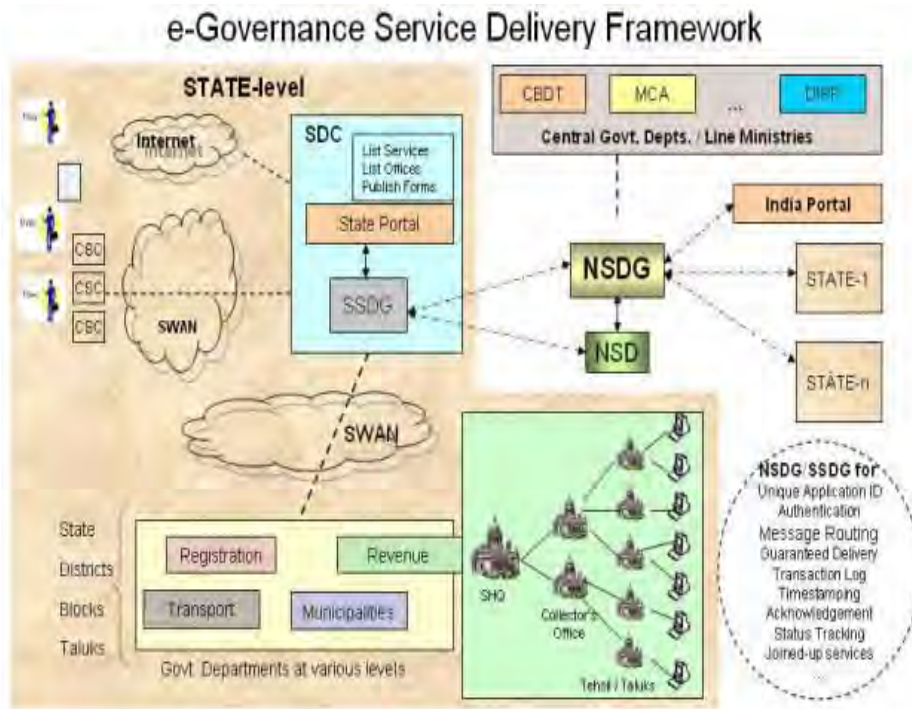 e-Governance Service Delivery Framework
STATE-level
Internet
Internet
SDC
List Services
List Offices
Publish Forms
State Portal
SSDG
CBC
CSC
CBC
SWAN
SWAN
CBDT
MCA
...
Central Govt. Depts. / Line Ministries
India Portal
NSDG
NSD
STATE-1
STATE-n
State
Districts
Blocks
Taluks
Registration
Revenue
Transport
Municipalities
Govt. Departments at various levels
SHQ
Collector's
Office
Tehsil / Taluks
NSDG/SSDG for
Unique Application ID
Authentication
Message Routing
Guaranteed Delivery
Transaction Log
Timestamping
Acknowledgement
Status Tracking
Joined-up services
...